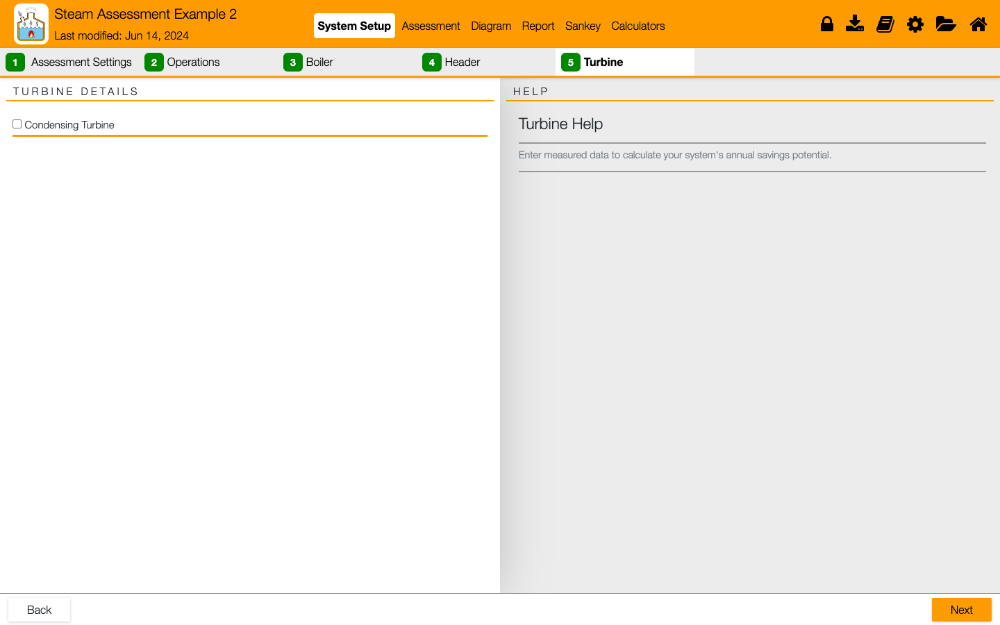 Steam Assessment Example 2
Last modified: Jun 14, 2024
System Setup Assessment Diagram Report Sankey Calculators
1 Assessment Settings 2 Operations 3 Boiler 4 Header 5 Turbine
TURBINE DETAILS
Condensing Turbine
HELP
Turbine Help
Enter measured data to calculate your system's annual savings potential.
Back
Next